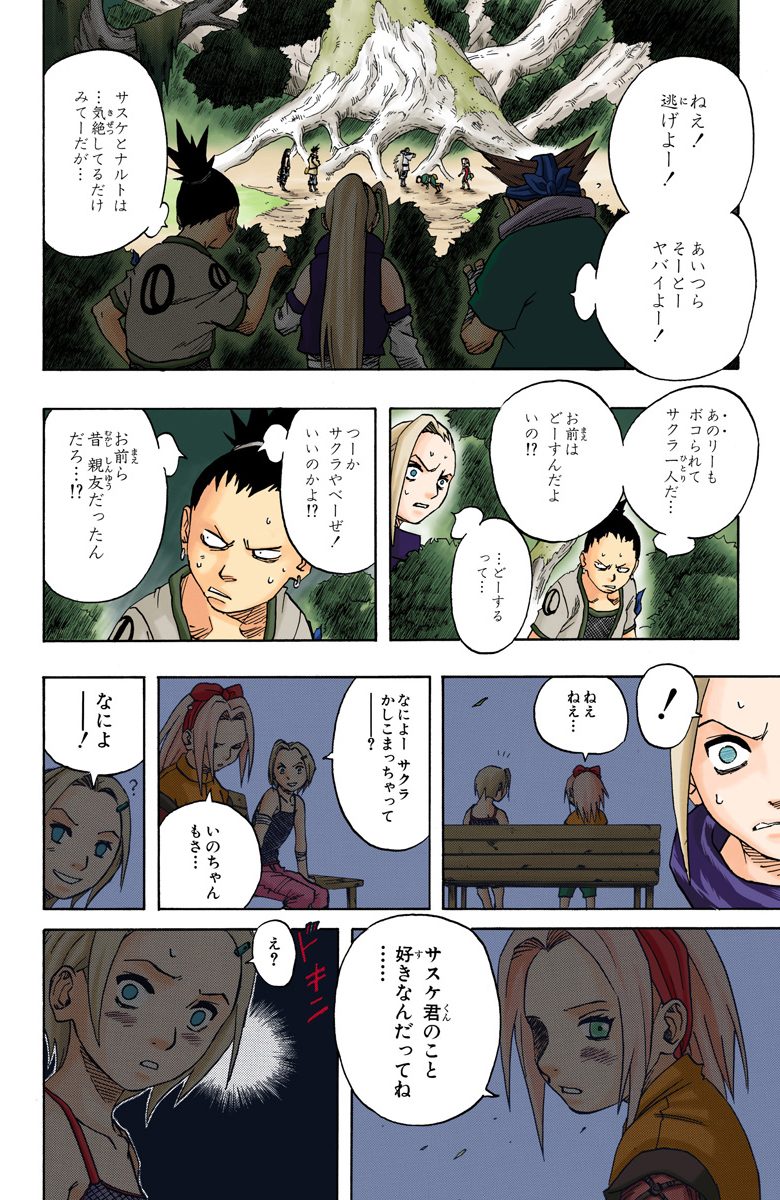 ねえ！
逃げよー！
あいつら
そーとー
ヤバイよー！
サスケとナルトは
…気絶してるだけ
みてーだが…
あのリーも
ボコられて
サクラ一人だ…
お前は
どーすんだよ
いの!?
…どーする
って…
つーか
サクラやべーぜ！
いいのかよ!?
お前ら
昔 親友だったん
だろ…!?
！
ねえ
ねえ…
なによー サクラ
かしこまっちゃって
——？
いのちゃん
もさ…
なによ
—！
サスケ君のこと
好きなんだってね
……
え？
ドキン